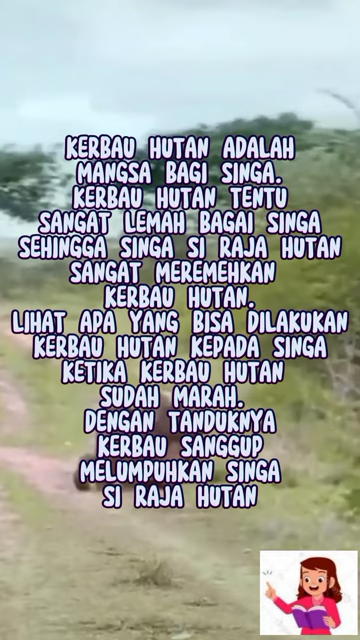 KERBAU HUTAN ADALAH
MANGSA BAGI SINGA.
KERBAU HUTAN TENTU
SANGAT LEMAH BAGAI SINGA
SEHINGGA SINGA SI RAJA HUTAN
SANGAT MEREMEHKAN
KERBAU HUTAN.
LIHAT APA YANG BISA DILAKUKAN
KERBAU HUTAN KEPADA SINGA
KETIKA KERBAU HUTAN
SUDAH MARAH.
DENGAN TANDUKNYA
KERBAU SANGGUP
MELUMPUHKAN SINGA
SI RAJA HUTAN